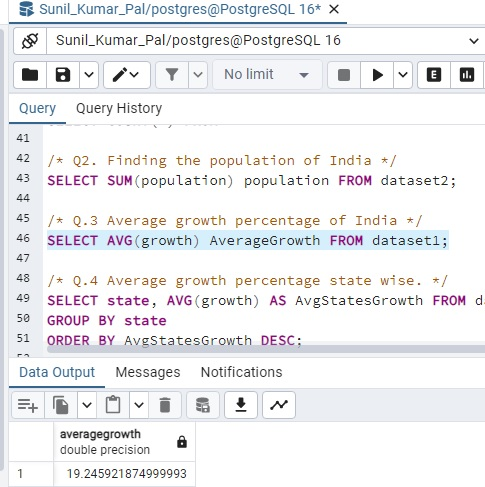 Sunil_Kumar_Pal/postgres@PostgreSQL 16*
Sunil_Kumar_Pal/postgres@PostgreSQL 16
No limit
E
Query Query History
41
42 /* Q2. Finding the population of India */
43 SELECT SUM(population) population FROM dataset2;
44
45 /* Q.3 Average growth percentage of India */
46 SELECT AVG(growth) AverageGrowth FROM dataset1;
47
48 /* Q.4 Average growth percentage state wise. */
49 SELECT state, AVG(growth) AS AvgStatesGrowth FROM d
50 GROUP BY state
51 ORDER BY AvgStatesGrowth DESC;
Data Output Messages Notifications
averagegrowth
double precision
1 19.245921874999993